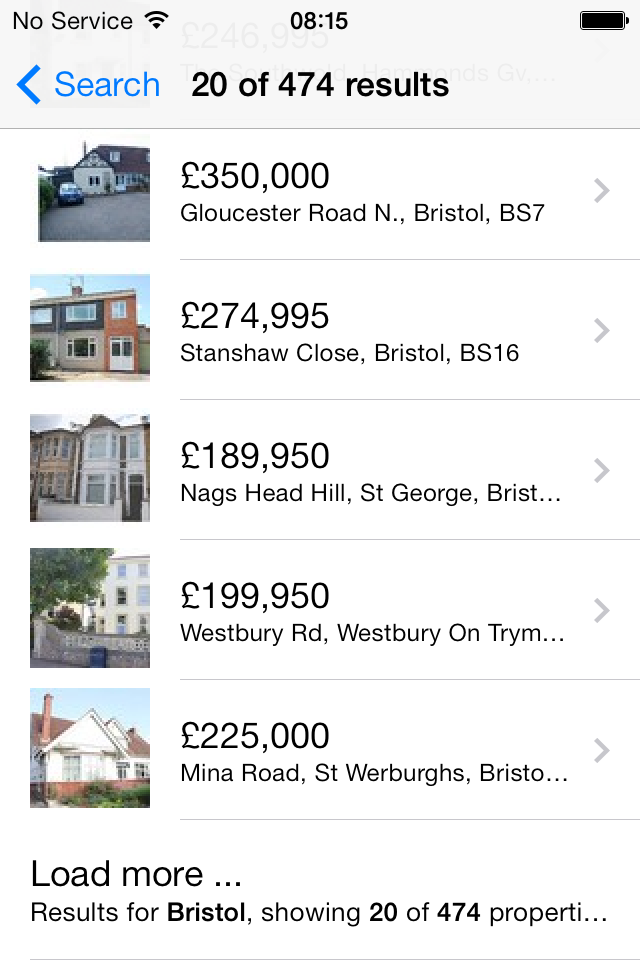 No Service 08:15
£246,995
The Southwold, Hammonds Gv,...
Search 20 of 474 results
£350,000
Gloucester Road N., Bristol, BS7
£274,995
Stanshaw Close, Bristol, BS16
£189,950
Nags Head Hill, St George, Brist...
£199,950
Westbury Rd, Westbury On Trym...
£225,000
Mina Road, St Werburghs, Bristo...
Load more ...
Results for Bristol, showing 20 of 474 properti...